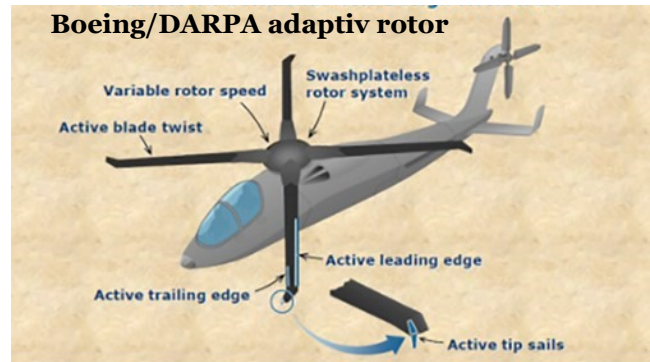 Boeing/DARPA adaptiv rotor
Swashplateless
rotor system
Variable rotor speed
Active blade twist
Active leading edge
Active trailing edge
Active tip sails